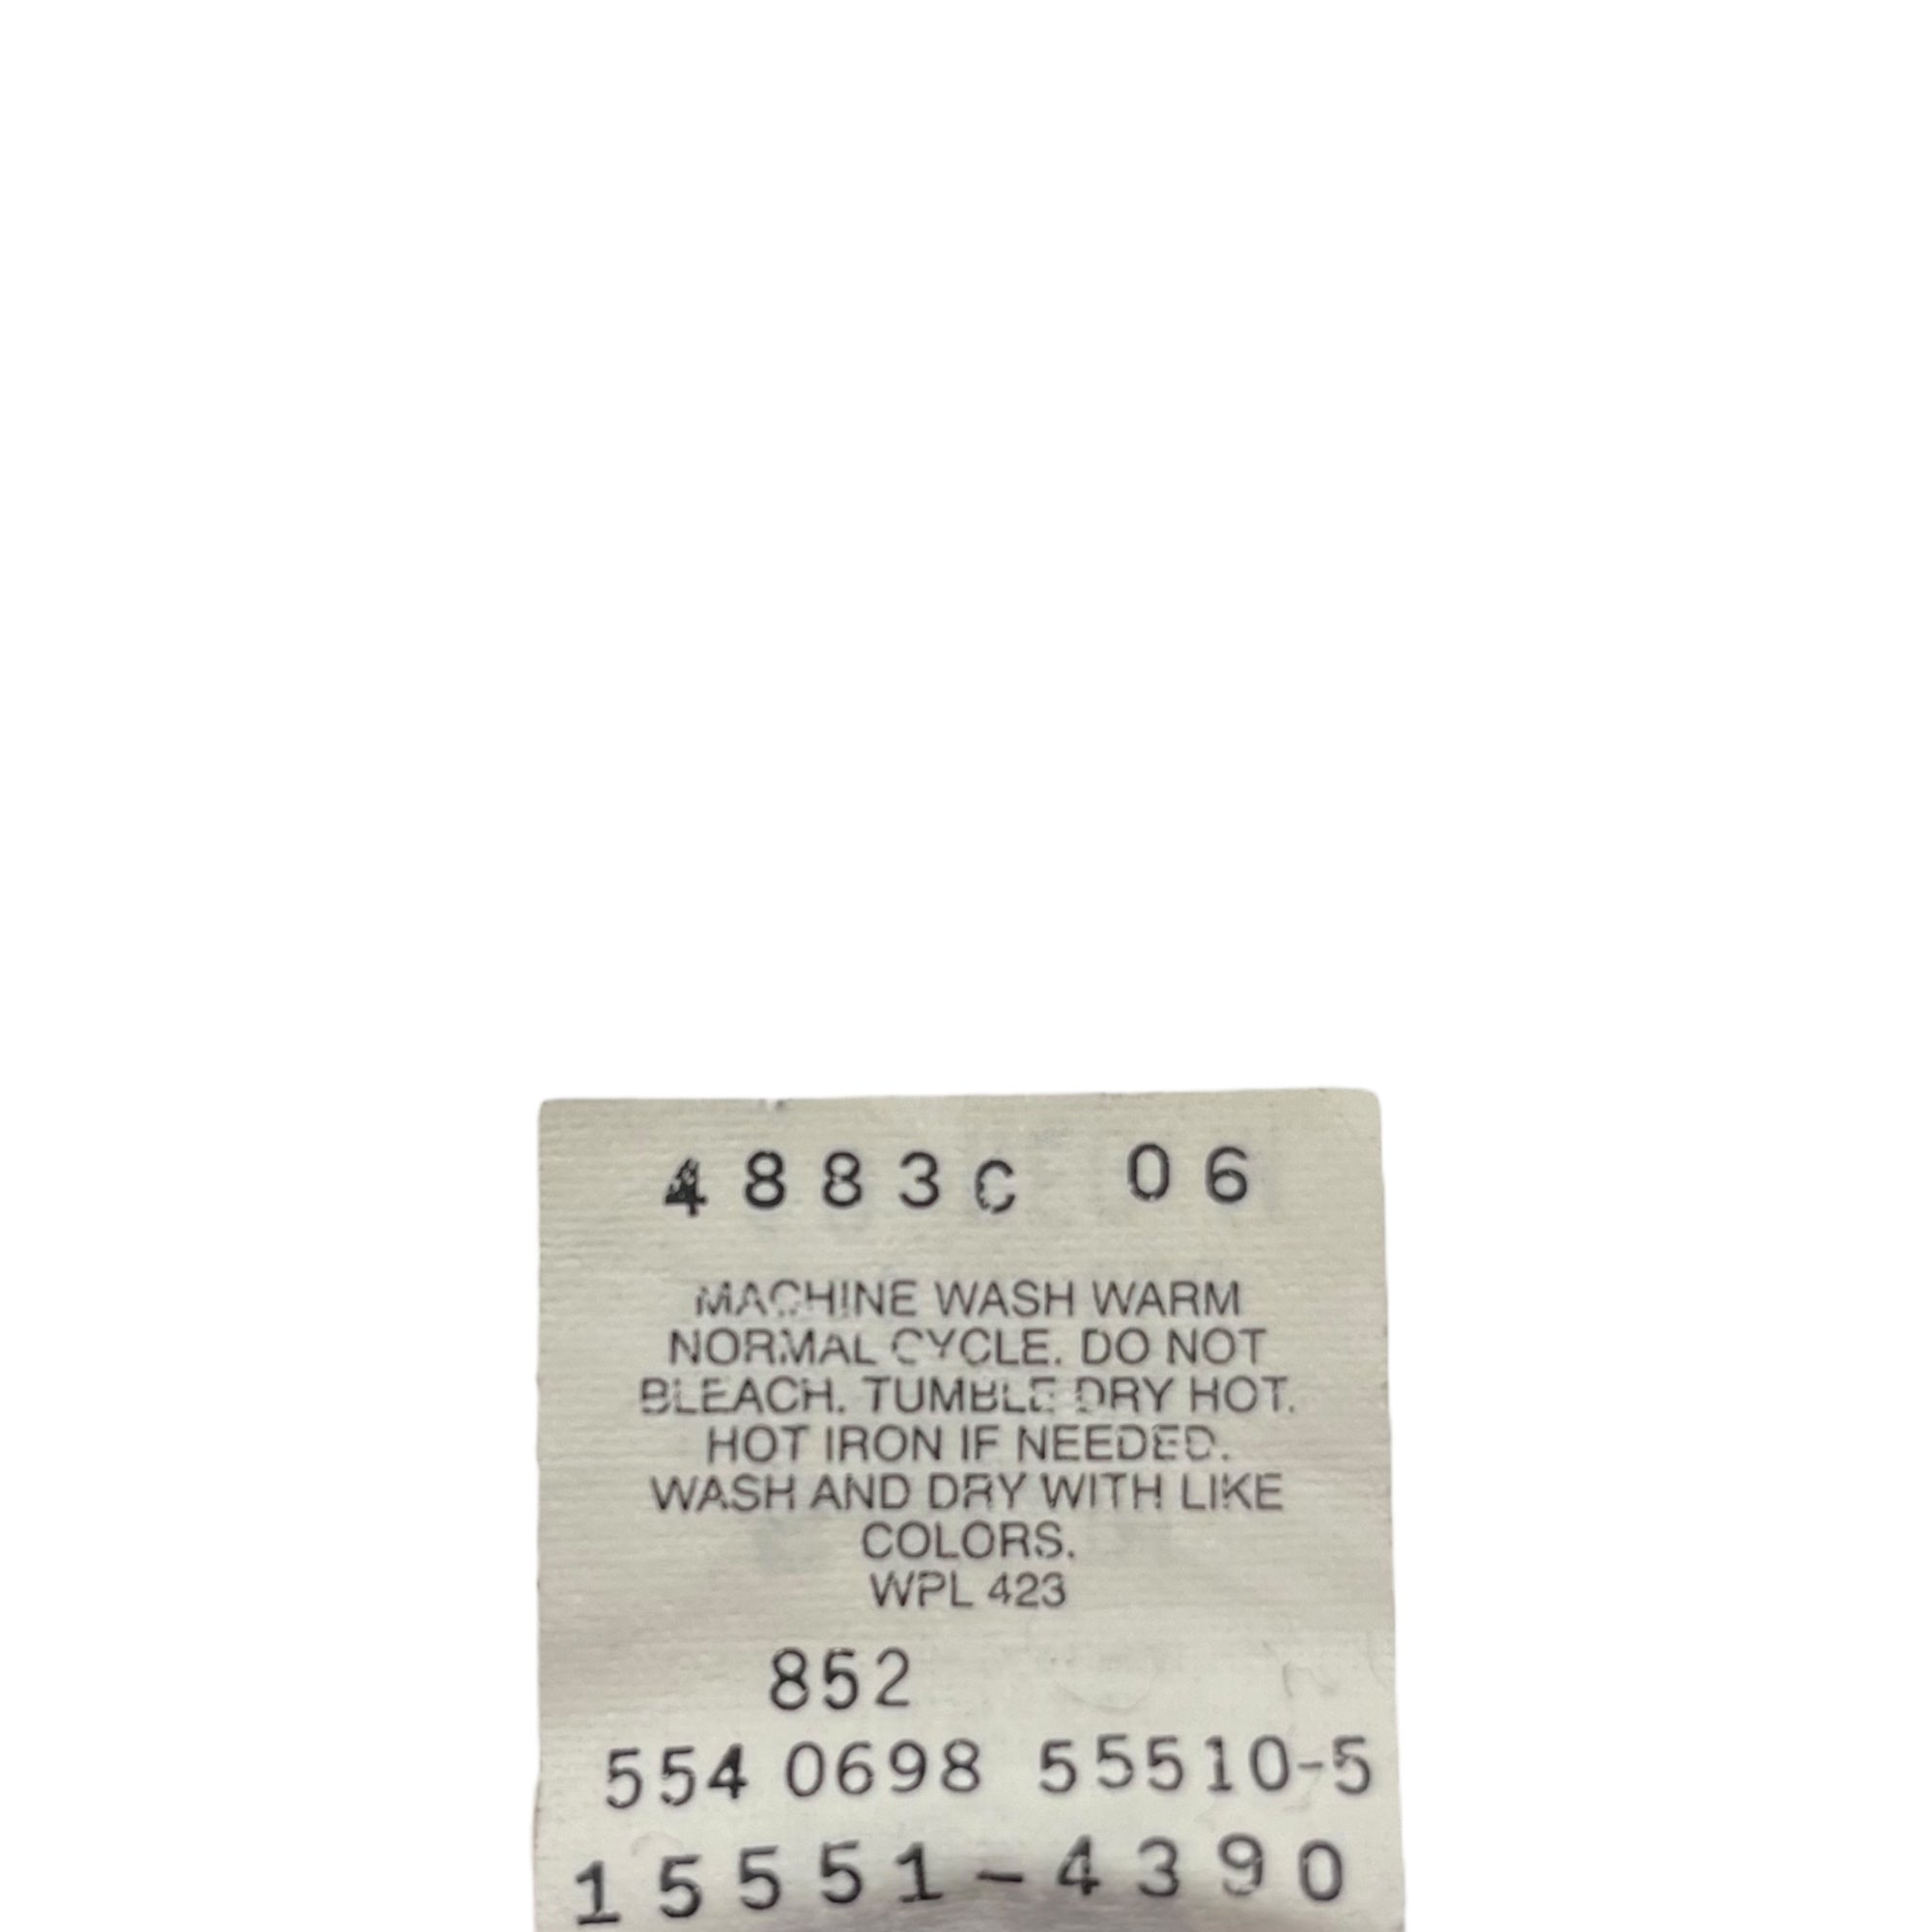 4883C 06
MACHINE WASH WARM
NORMAL CYCLE. DO NOT
BLEACH. TUMBLE DRY HOT.
HOT IRON IF NEEDED.
WASH AND DRY WITH LIKE
COLORS.
WPL 423
852
554 0698 55510-5
15551-4390